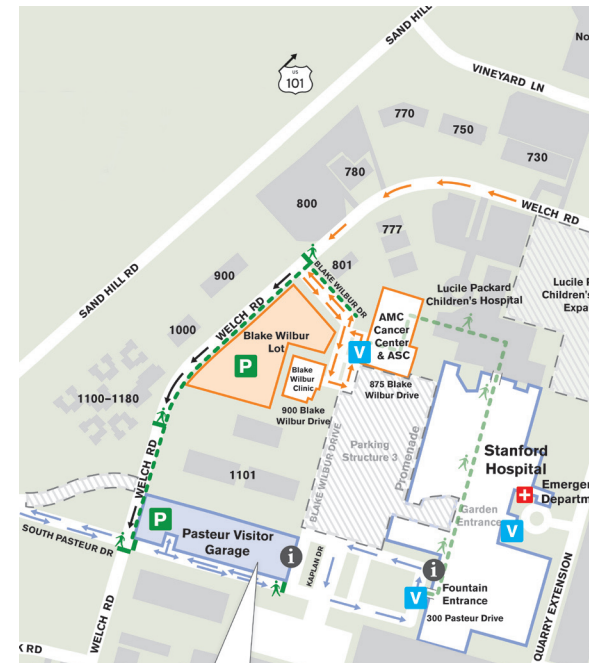 SAND HILL
No
US
101
VINEYARD LN
770
750
730
780
800
777
WELCH RD
801
BLAKE WILBUR DR
900
SAND HILL RD
WELCH RD
1000
Blake Wilbur
Lot
P
Blake
Wilbur
Clinic
900 Blake
Wilbur Drive
V
AMC
Cancer
Center
& ASC
875 Blake
Wilbur Drive
Lucile Packard
Children's Hospital
Lucile P
Children's
Expa
1100–1180
WELCH RD
1101
BLAKE WILBUR DRIVE
Parking
Structure 3
Promenade
Stanford
Hospital
Emergen
Departm
Garden
Entrance
V
P
Pasteur Visitor
Garage
i
SOUTH PASTEUR DR
KAPLAN DR
i
V
Fountain
Entrance
300 Pasteur Drive
QUARRY EXTENSION
WELCH RD
K RD